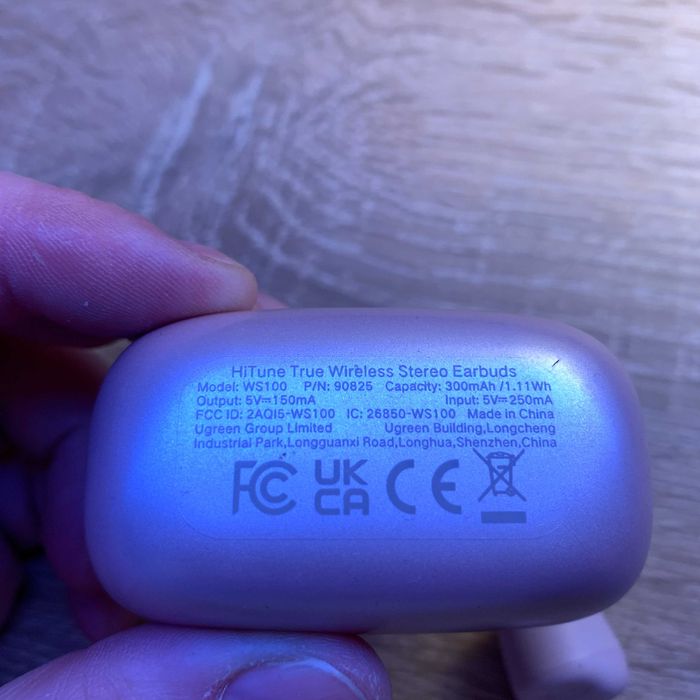 HiTune True Wireless Stereo Earbuds
Model: WS100 P/N: 90825 Capacity: 300mAh /1.11Wh
Output: 5V⎓150mA Input: 5V⎓250mA
FCC ID: 2AQI5-WS100 IC: 26850-WS100 Made in China
Ugreen Group Limited Ugreen Building,Longcheng
Industrial Park,Longguanxi Road,Longhua,Shenzhen,China
FC UK CA CE